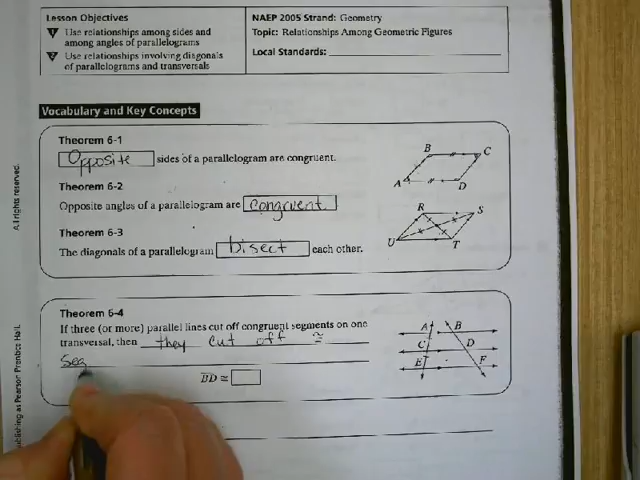 Lesson Objectives
1 Use relationships among sides and
among angles of parallelograms
2 Use relationships involving diagonals
of parallelograms and transversals
NAEP 2005 Strand: Geometry
Topic: Relationships Among Geometric Figures
Local Standards:
Vocabulary and Key Concepts
Theorem 6-1
Opposite sides of a parallelogram are congruent.
Theorem 6-2
Opposite angles of a parallelogram are congruent
Theorem 6-3
The diagonals of a parallelogram bisect each other.
B C
A D
R S
U T
Theorem 6-4
If three (or more) parallel lines cut off congruent segments on one
transversal, then they cut off ≅
Seg
BD ≅
A B
C D
E F
All rights reserved.
Publishing as Pearson Prentice Hall.